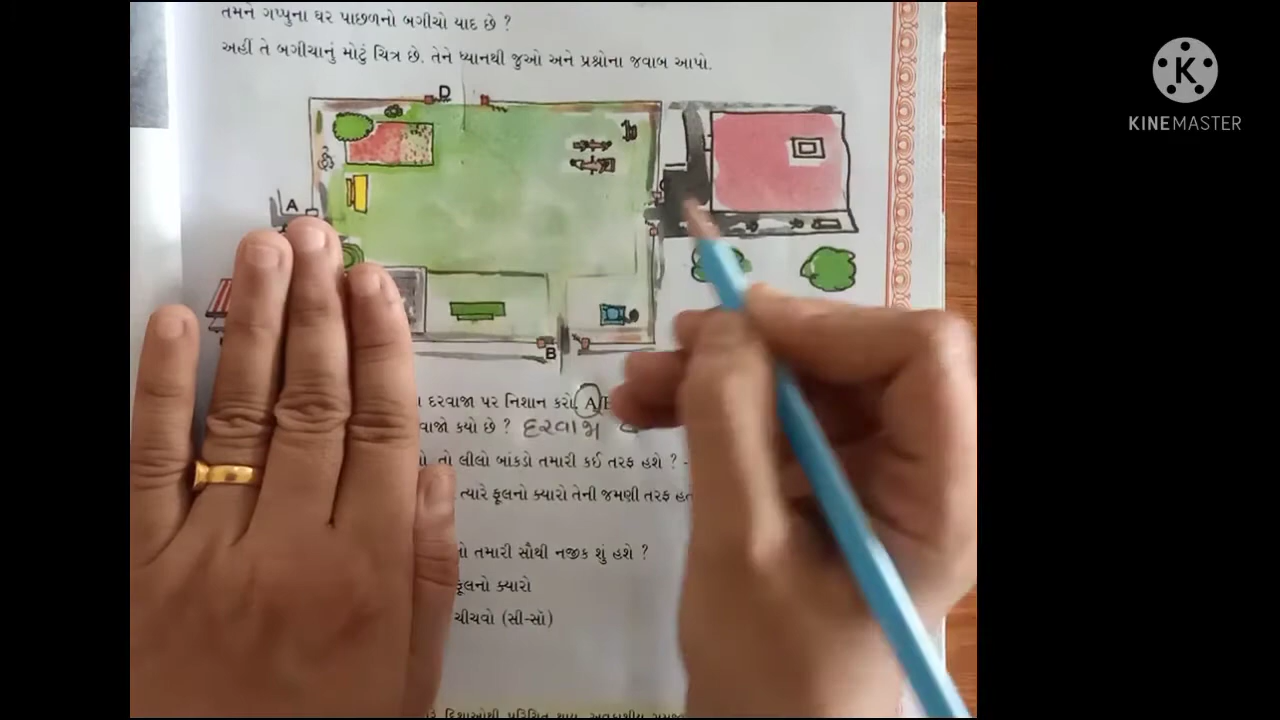 તમને ગપ્પુના ઘર પાછળનો બગીચો યાદ છે ?
અહીં તે બગીચાનું મોટું ચિત્ર છે. તેને ધ્યાનથી જુઓ અને પ્રશ્નોના જવાબ આપો.
D
A
B
K
KINEMASTER
દરવાજા પર નિશાન કરો. A/
કયો છે ? દરવાજા
તો લીલો બાંકડો તમારી કઈ તરફ હશે ? -
ત્યારે ફૂલનો ક્યારો તેની જમણી તરફ
તમારી સૌથી નજીક શું હશે ?
ફૂલનો ક્યારો
ચીચવો (સી-સૉ)